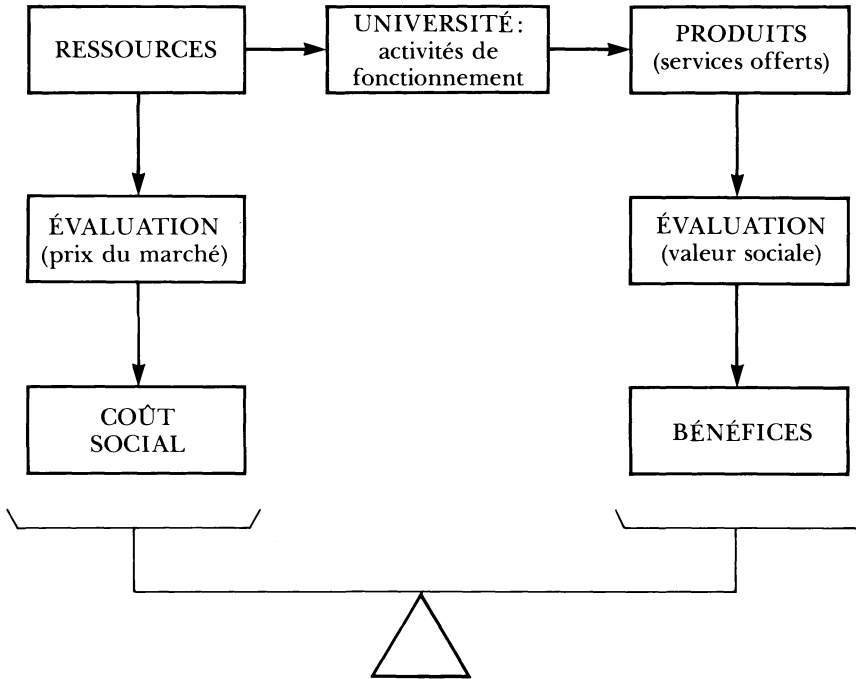 RESSOURCES
UNIVERSITÉ:
activités de
fonctionnement
PRODUITS
(services offerts)
ÉVALUATION
(prix du marché)
ÉVALUATION
(valeur sociale)
COÛT
SOCIAL
BÉNÉFICES